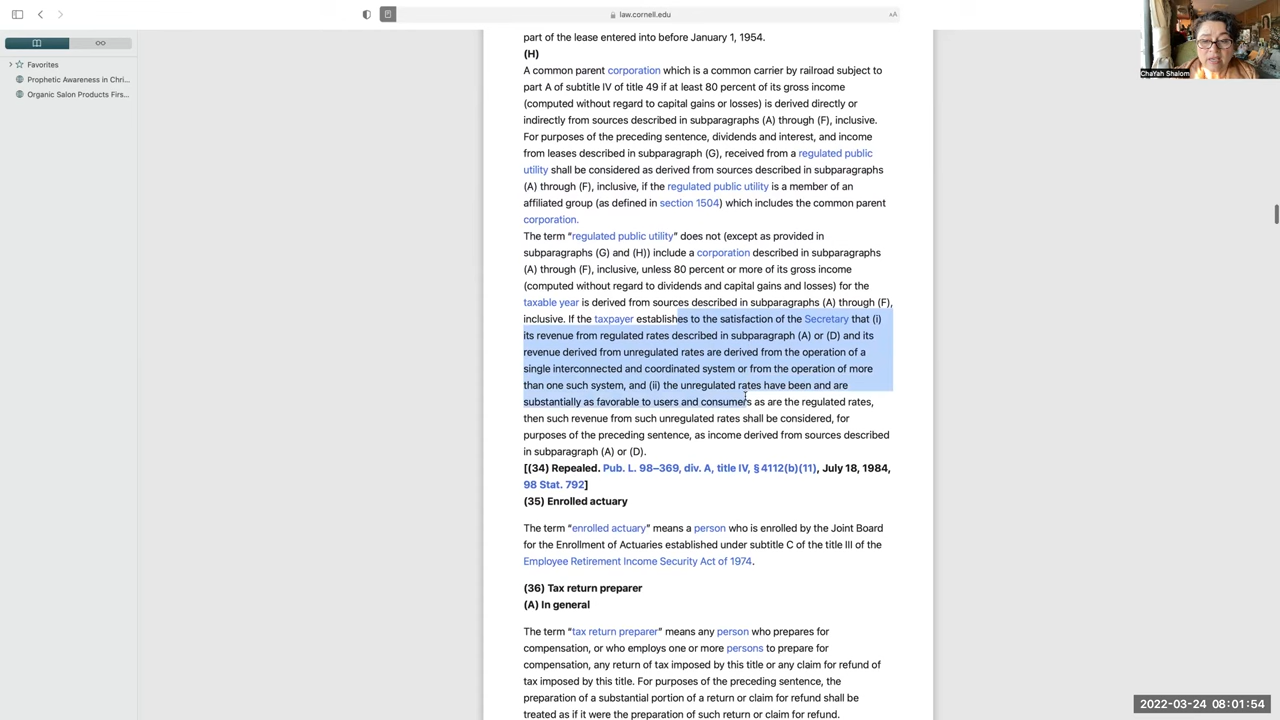 law.cornell.edu
AA
Favorites
Prophetic Awareness in Chri...
Organic Salon Products Firs...
ChaYah Shalom
part of the lease entered into before January 1, 1954.
(H)
A common parent corporation which is a common carrier by railroad subject to
part A of subtitle IV of title 49 if at least 80 percent of its gross income
(computed without regard to capital gains or losses) is derived directly or
indirectly from sources described in subparagraphs (A) through (F), inclusive.
For purposes of the preceding sentence, dividends and interest, and income
from leases described in subparagraph (G), received from a regulated public
utility shall be considered as derived from sources described in subparagraphs
(A) through (F), inclusive, if the regulated public utility is a member of an
affiliated group (as defined in section 1504) which includes the common parent
corporation.
The term “regulated public utility” does not (except as provided in
subparagraphs (G) and (H)) include a corporation described in subparagraphs
(A) through (F), inclusive, unless 80 percent or more of its gross income
(computed without regard to dividends and capital gains and losses) for the
taxable year is derived from sources described in subparagraphs (A) through (F),
inclusive. If the taxpayer establishes to the satisfaction of the Secretary that (i)
its revenue from regulated rates described in subparagraph (A) or (D) and its
revenue derived from unregulated rates are derived from the operation of a
single interconnected and coordinated system or from the operation of more
than one such system, and (ii) the unregulated rates have been and are
substantially as favorable to users and consumers as are the regulated rates,
then such revenue from such unregulated rates shall be considered, for
purposes of the preceding sentence, as income derived from sources described
in subparagraph (A) or (D).
[(34) Repealed. Pub. L. 98–369, div. A, title IV, § 4112(b)(11), July 18, 1984,
98 Stat. 792]
(35) Enrolled actuary
The term “enrolled actuary” means a person who is enrolled by the Joint Board
for the Enrollment of Actuaries established under subtitle C of the title III of the
Employee Retirement Income Security Act of 1974.
(36) Tax return preparer
(A) In general
The term “tax return preparer” means any person who prepares for
compensation, or who employs one or more persons to prepare for
compensation, any return of tax imposed by this title or any claim for refund of
tax imposed by this title. For purposes of the preceding sentence, the
preparation of a substantial portion of a return or claim for refund shall be
treated as if it were the preparation of such return or claim for refund.
2022-03-24 08:01:54